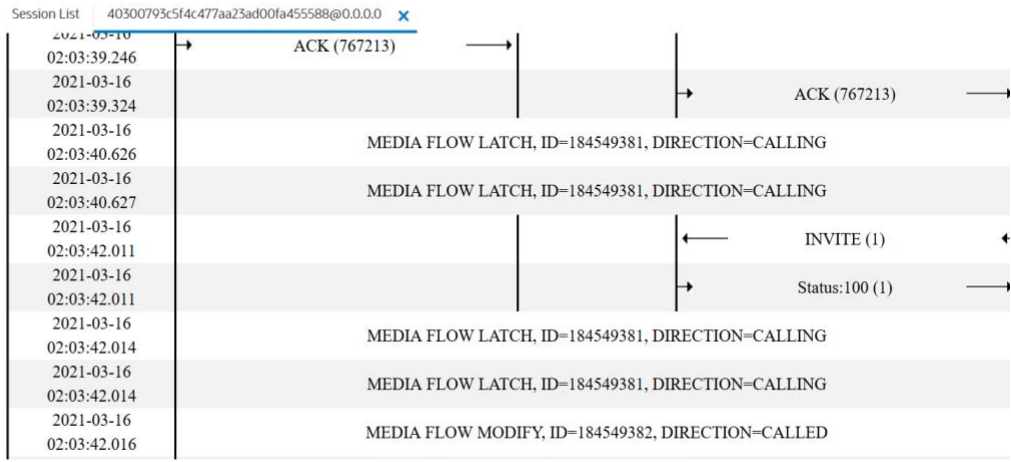 Session List 40300793c5f4c477aa23ad00fa455588@0.0.0.0 ×
2021-03-16
02:03:39.246 ACK (767213)
2021-03-16
02:03:39.324 ACK (767213)
2021-03-16
02:03:40.626 MEDIA FLOW LATCH, ID=184549381, DIRECTION=CALLING
2021-03-16
02:03:40.627 MEDIA FLOW LATCH, ID=184549381, DIRECTION=CALLING
2021-03-16
02:03:42.011 INVITE (1)
2021-03-16
02:03:42.011 Status:100 (1)
2021-03-16
02:03:42.014 MEDIA FLOW LATCH, ID=184549381, DIRECTION=CALLING
2021-03-16
02:03:42.014 MEDIA FLOW LATCH, ID=184549381, DIRECTION=CALLING
2021-03-16
02:03:42.016 MEDIA FLOW MODIFY, ID=184549382, DIRECTION=CALLED